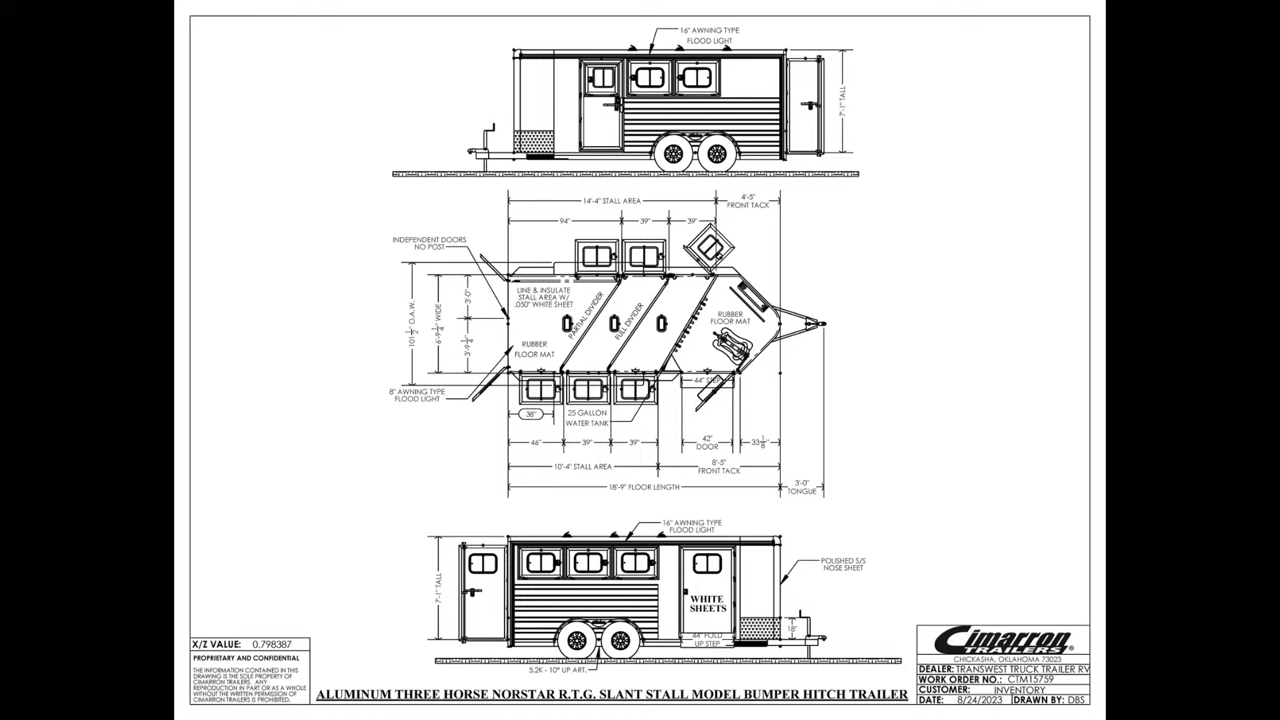 16" AWNING TYPE
FLOOD LIGHT
7'-1" TALL
14'-4" STALL AREA
4'-5"
FRONT TACK
94"
39"
39"
INDEPENDENT DOORS
NO POST
LINE & INSULATE
STALL AREA W/
.050" WHITE SHEET
PARTIAL DIVIDER
FULL DIVIDER
RUBBER
FLOOR MAT
101 1/2" O.A.W.
6'-9 1/4" WIDE
3'-0"
3'-9 1/4"
RUBBER
FLOOR MAT
8" AWNING TYPE
FLOOD LIGHT
44" STEP
38"
25 GALLON
WATER TANK
46"
39"
39"
42"
DOOR
33 1/8"
10'-4" STALL AREA
8'-5"
FRONT TACK
18'-9" FLOOR LENGTH
3'-0"
TONGUE
16" AWNING TYPE
FLOOD LIGHT
7'-1" TALL
POLISHED S/S
NOSE SHEET
WHITE
SHEETS
18"
44" FOLD
UP STEP
5.2K - 10° UP ART.
X/Z VALUE: 0.798387
PROPRIETARY AND CONFIDENTIAL
THE INFORMATION CONTAINED IN THIS
DRAWING IS THE SOLE PROPERTY OF
CIMARRON TRAILERS. ANY
REPRODUCTION IN PART OR AS A WHOLE
WITHOUT THE WRITTEN PERMISSION OF
CIMARRON TRAILERS IS PROHIBITED.
ALUMINUM THREE HORSE NORSTAR R.T.G. SLANT STALL MODEL BUMPER HITCH TRAILER
Cimarron
TRAILERS®
CHICKASHA, OKLAHOMA 73023
DEALER: TRANSWEST TRUCK TRAILER RV
WORK ORDER NO.: CTM15759
CUSTOMER: INVENTORY
DATE: 8/24/2023 DRAWN BY: DBS